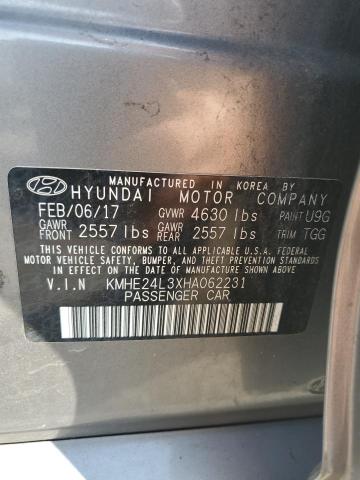 MANUFACTURED IN KOREA BY
HYUNDAI MOTOR COMPANY
FEB/06/17 GVWR 4630 lbs PAINT U9G
GAWR FRONT 2557 lbs GAWR REAR 2557 lbs TRIM TGG
THIS VEHICLE CONFORMS TO ALL APPLICABLE U.S.A. FEDERAL
MOTOR VEHICLE SAFETY, BUMPER, AND THEFT PREVENTION
STANDARDS IN EFFECT ON THE DATE OF MANUFACTURE SHOWN ABOVE.
V.I.N KMHE24L3XHA062231
PASSENGER CAR